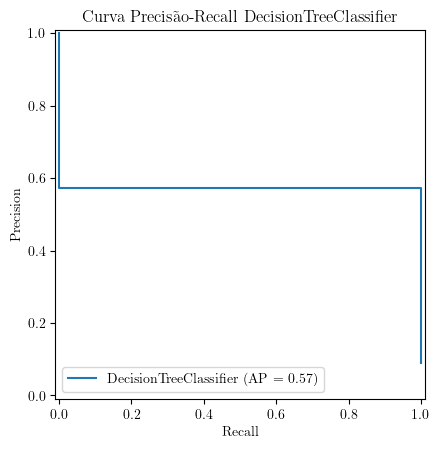 Curva Precisão-Recall DecisionTreeClassifier
1.0
0.8
0.6
0.4
0.2
0.0
Precision
DecisionTreeClassifier (AP = 0.57)
0.0 0.2 0.4 0.6 0.8 1.0
Recall